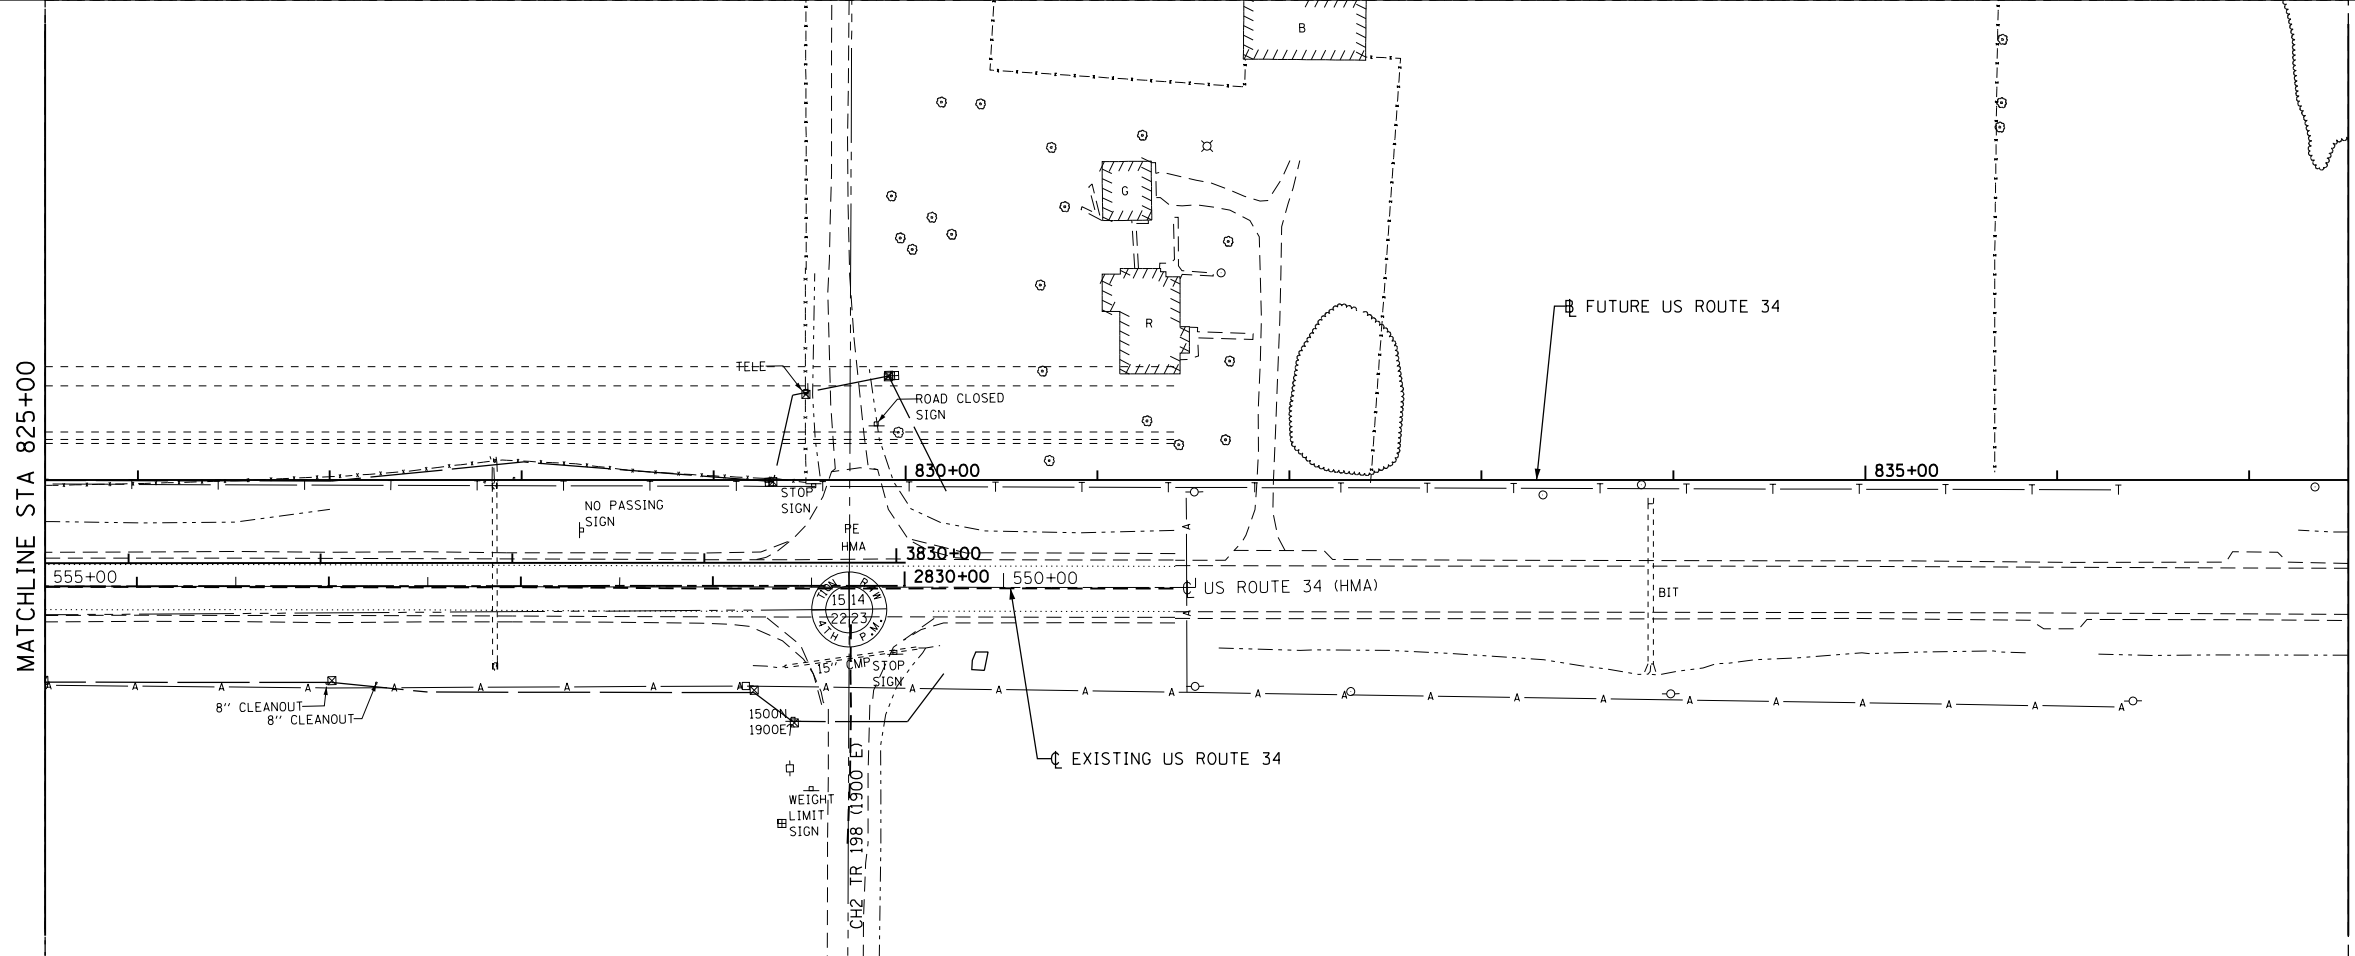 B
G
R
℄ FUTURE US ROUTE 34
TELE
ROAD CLOSED
SIGN
MATCHLINE STA 825+00
830+00
835+00
STOP
SIGN
NO PASSING
SIGN
PE
HMA
3830+00
555+00
2830+00
550+00
℄ US ROUTE 34 (HMA)
BIT
T10N R7W
15 14
22 23
4TH P.M.
15" CMP
STOP
SIGN
8" CLEANOUT
8" CLEANOUT
1500N
1900E
℄ EXISTING US ROUTE 34
WEIGHT
LIMIT
SIGN
CH2 TR 198 (1900 E)